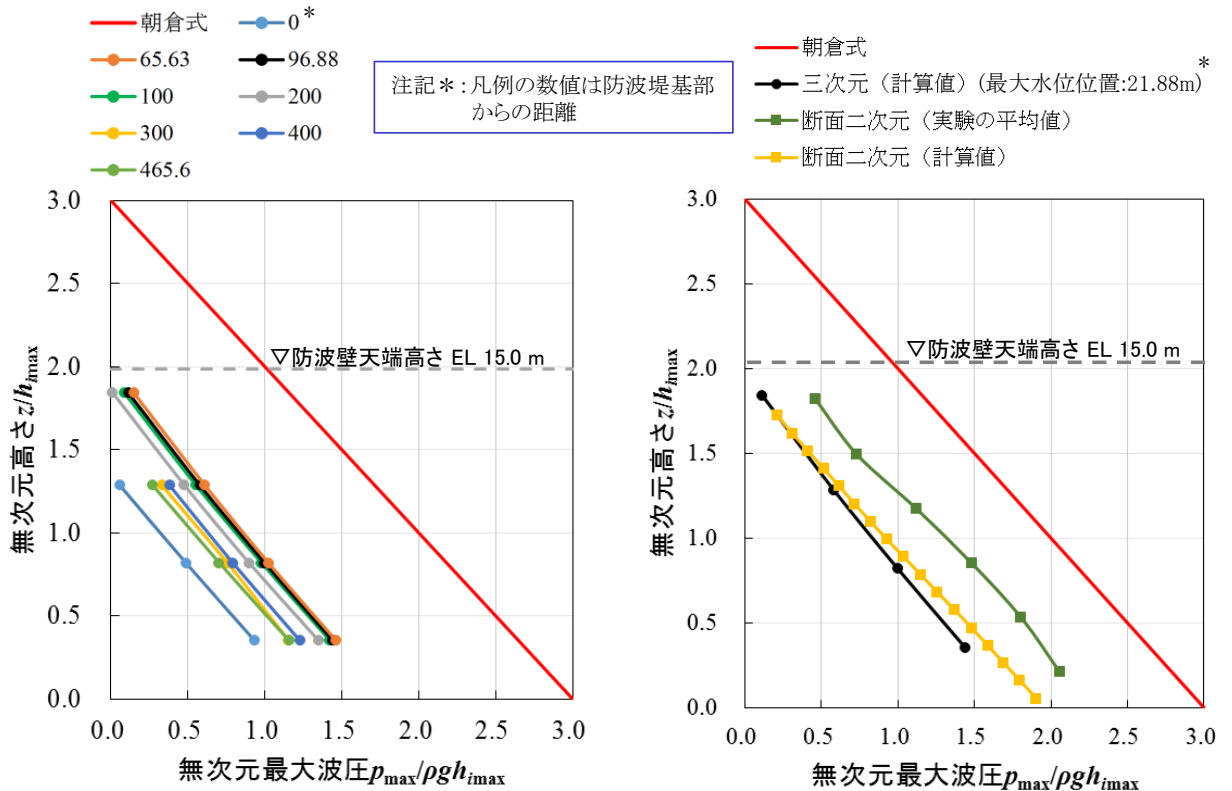 朝倉式
0*
65.63
96.88
100
200
300
400
465.6
注記＊：凡例の数値は防波堤基部
からの距離
朝倉式
三次元（計算値）(最大水位位置:21.88m)*
断面二次元（実験の平均値）
断面二次元（計算値）
3.0
2.5
2.0
1.5
1.0
0.5
0.0
無次元高さz/himax
▽防波壁天端高さ EL 15.0 m
0.0 0.5 1.0 1.5 2.0 2.5 3.0
無次元最大波圧pmax/ρghimax
3.0
2.5
2.0
1.5
1.0
0.5
0.0
無次元高さz/himax
▽防波壁天端高さ EL 15.0 m
0.0 0.5 1.0 1.5 2.0 2.5 3.0
無次元最大波圧pmax/ρghimax